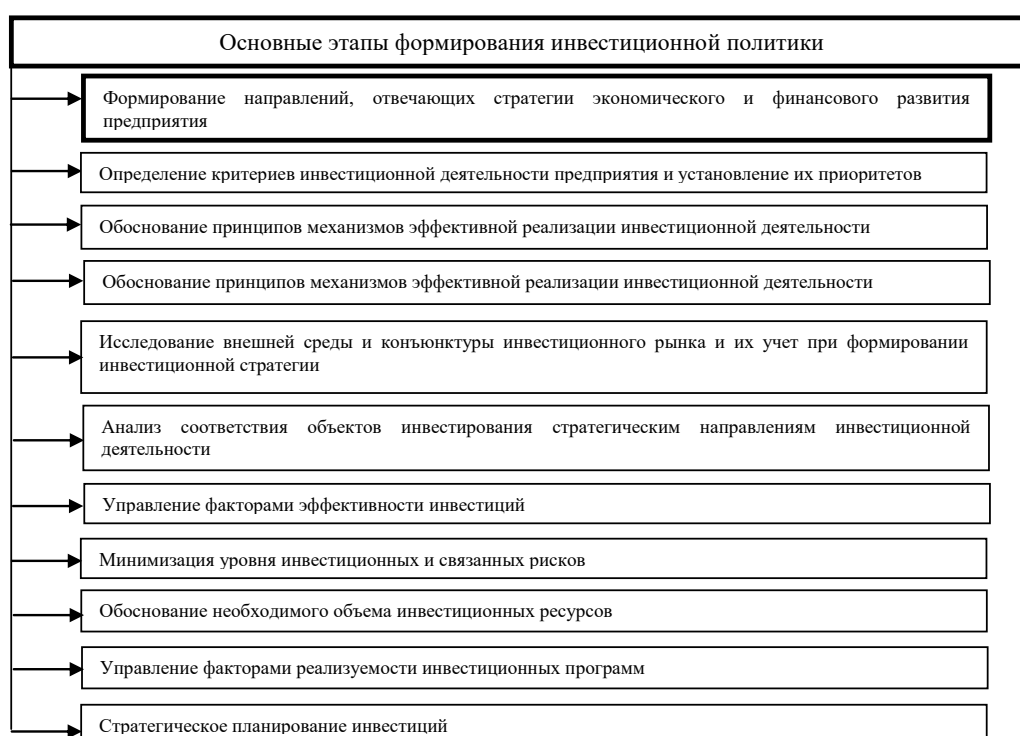 Основные этапы формирования инвестиционной политики
Формирование направлений, отвечающих стратегии экономического и финансового развития
предприятия
Определение критериев инвестиционной деятельности предприятия и установление их приоритетов
Обоснование принципов механизмов эффективной реализации инвестиционной деятельности
Обоснование принципов механизмов эффективной реализации инвестиционной деятельности
Исследование внешней среды и конъюнктуры инвестиционного рынка и их учет при формировании
инвестиционной стратегии
Анализ соответствия объектов инвестирования стратегическим направлениям инвестиционной
деятельности
Управление факторами эффективности инвестиций
Минимизация уровня инвестиционных и связанных рисков
Обоснование необходимого объема инвестиционных ресурсов
Управление факторами реализуемости инвестиционных программ
Стратегическое планирование инвестиций